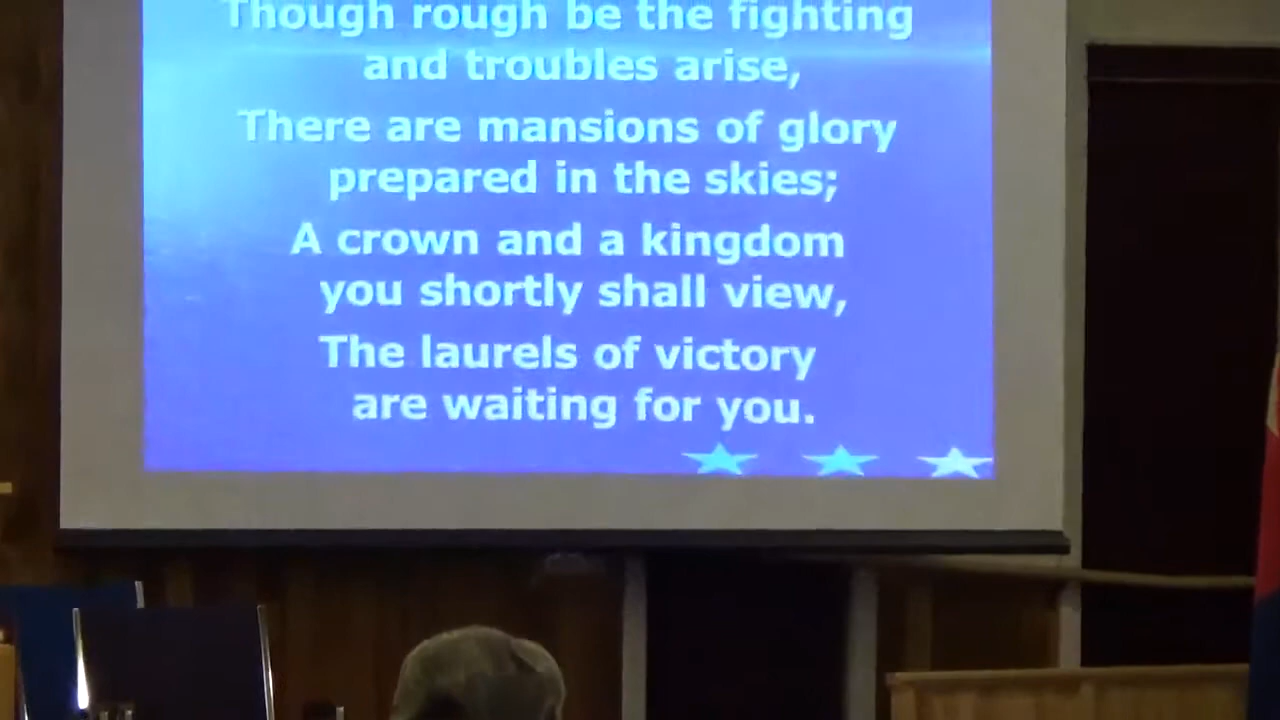 Though rough be the fighting
and troubles arise,
There are mansions of glory
prepared in the skies;
A crown and a kingdom
you shortly shall view,
The laurels of victory
are waiting for you.